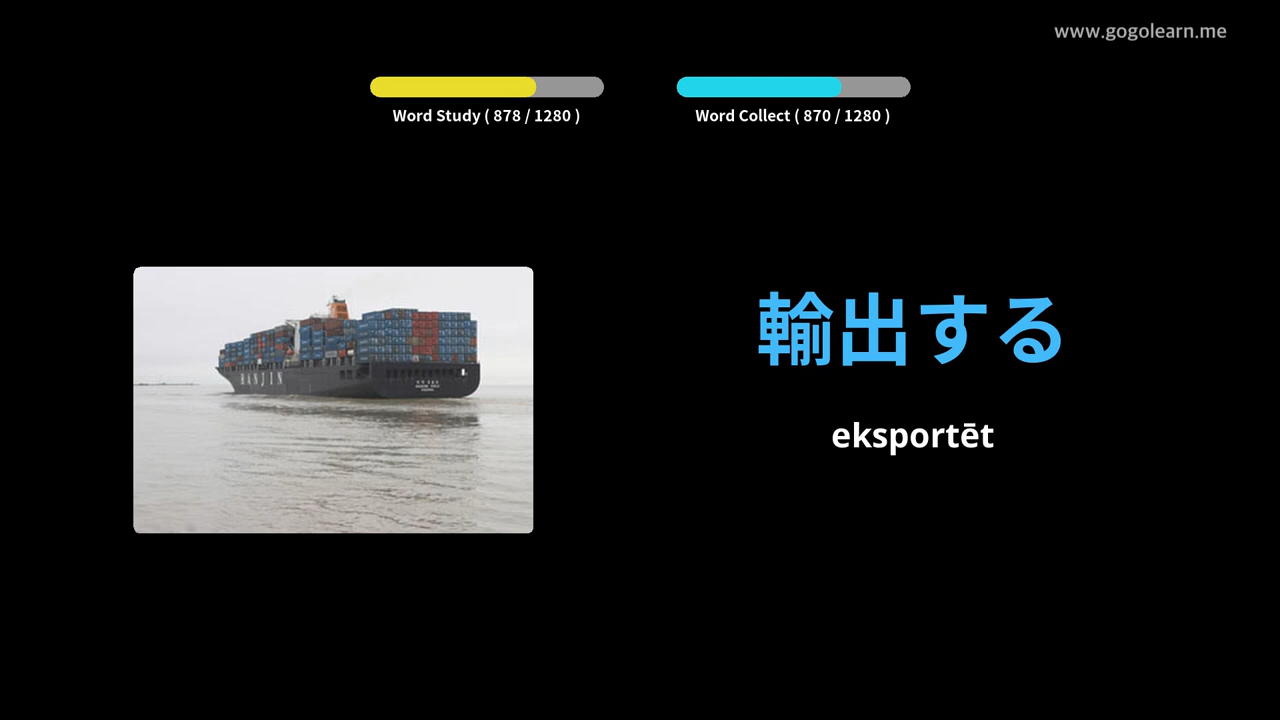 www.gogolearn.me
Word Study ( 878 / 1280 )
Word Collect ( 870 / 1280 )
HANJIN
輸出する
eksportēt